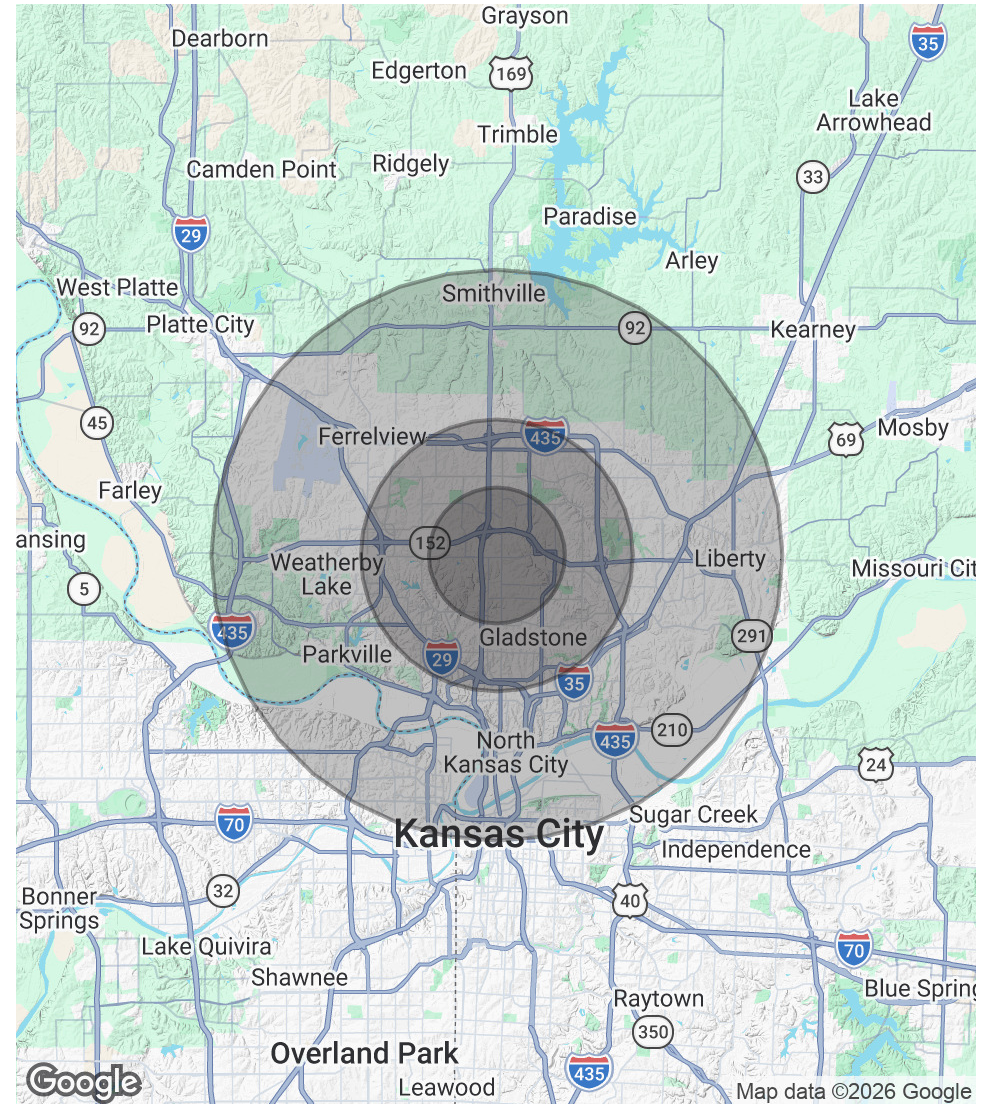 Grayson
Dearborn
35
Edgerton
169
Lake
Arrowhead
Trimble
Ridgely
Camden Point
33
Paradise
29
Arley
West Platte
Smithville
92
Platte City
92
Kearney
45
Ferrelview
435
69
Mosby
Farley
ansing
152
Weatherby
Lake
Liberty
Missouri Cit
5
435
Gladstone
291
Parkville
29
35
North
Kansas City
435
210
24
70
Kansas City
Sugar Creek
Independence
Bonner
Springs
32
40
Lake Quivira
70
Shawnee
Blue Spring
Raytown
350
Overland Park
435
Leawood
Google
Map data ©2026 Google